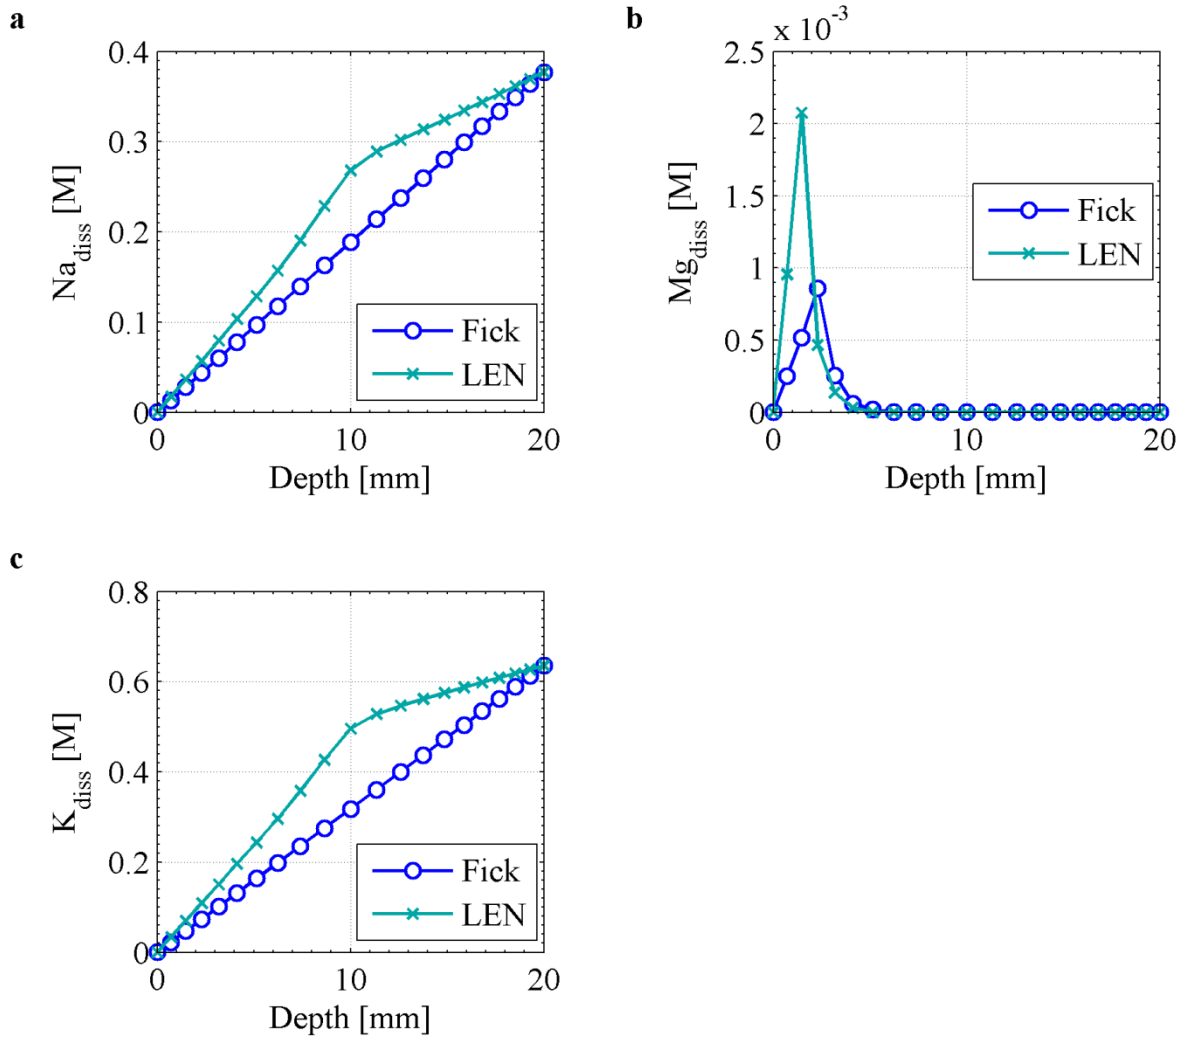 a
0.4
0.3
0.2
0.1
0
Na_diss [M]
0
10
20
Depth [mm]
Fick
LEN
b
x 10^-3
2.5
2
1.5
1
0.5
0
Mg_diss [M]
0
10
20
Depth [mm]
Fick
LEN
c
0.8
0.6
0.4
0.2
0
K_diss [M]
0
10
20
Depth [mm]
Fick
LEN